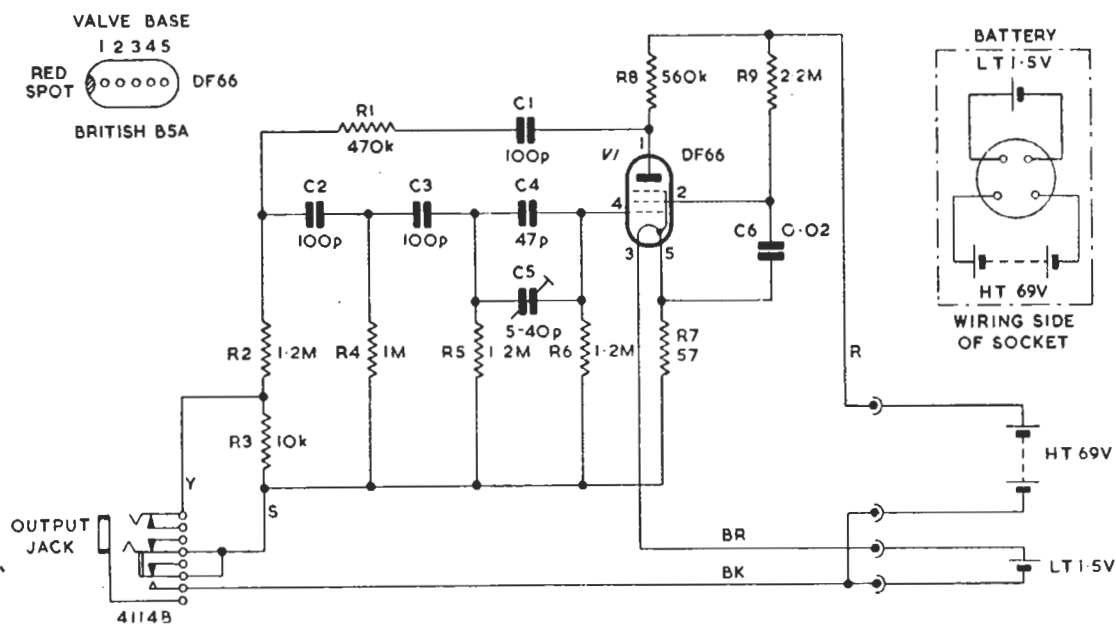 VALVE BASE
1 2 3 4 5
RED
SPOT
DF66
BRITISH B5A
R1
470k
C1
100p
R8
560k
R9
2·2M
V1
DF66
1
2
3
4
5
C2
100p
C3
100p
C4
47p
C5
5-40p
C6
0·02
R2
1·2M
R4
1M
R5
1 2M
R6
1·2M
R7
57
R3
10k
Y
S
R
BR
BK
OUTPUT
JACK
4114B
HT 69V
LT 1·5V
BATTERY
LT 1·5V
HT 69V
WIRING SIDE
OF SOCKET